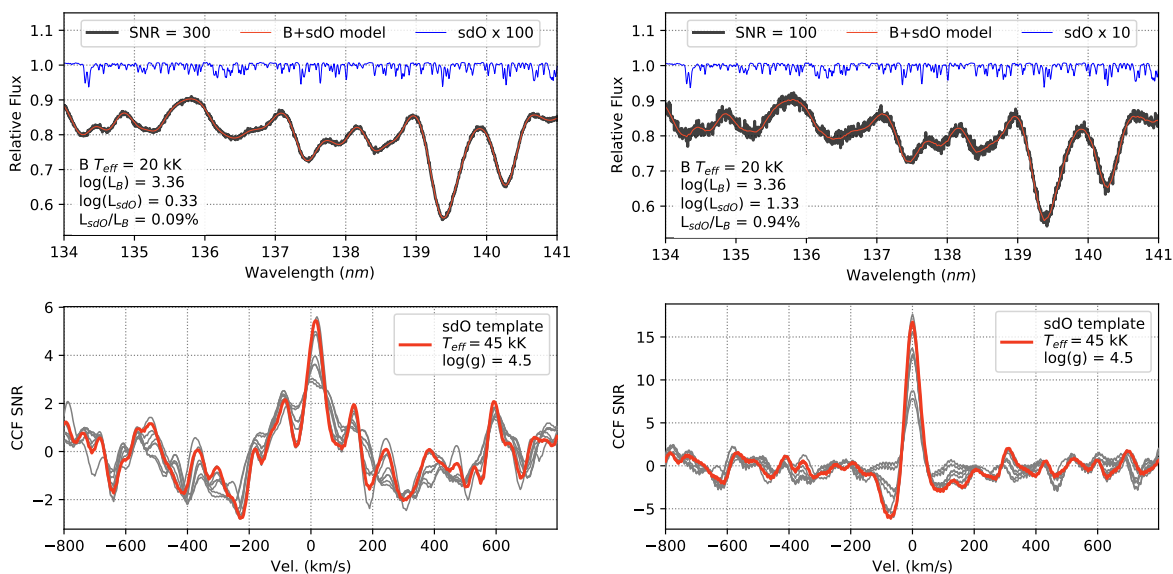 SNR = 300 B+sdO model sdO x 100
1.1
1.0
0.9
0.8
0.7
0.6
Relative Flux
B T_eff = 20 kK
log(L_B) = 3.36
log(L_sdO) = 0.33
L_sdO/L_B = 0.09%
134 135 136 137 138 139 140 141
Wavelength (nm)
SNR = 100 B+sdO model sdO x 10
1.1
1.0
0.9
0.8
0.7
0.6
Relative Flux
B T_eff = 20 kK
log(L_B) = 3.36
log(L_sdO) = 1.33
L_sdO/L_B = 0.94%
134 135 136 137 138 139 140 141
Wavelength (nm)
sdO template
T_eff = 45 kK
log(g) = 4.5
6
4
2
0
−2
CCF SNR
−800 −600 −400 −200 0 200 400 600
Vel. (km/s)
sdO template
T_eff = 45 kK
log(g) = 4.5
15
10
5
0
−5
CCF SNR
−800 −600 −400 −200 0 200 400 600
Vel. (km/s)